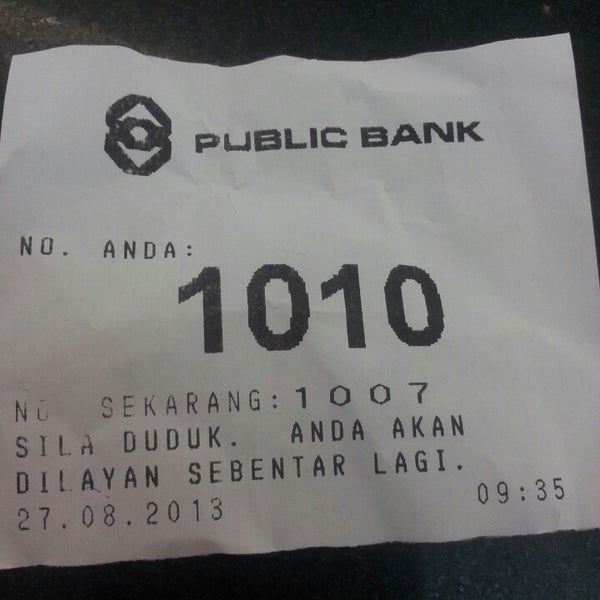 PUBLIC BANK
NO. ANDA:
1010
NO SEKARANG: 1007
SILA DUDUK. ANDA AKAN
DILAYAN SEBENTAR LAGI.
27.08.2013 09:35